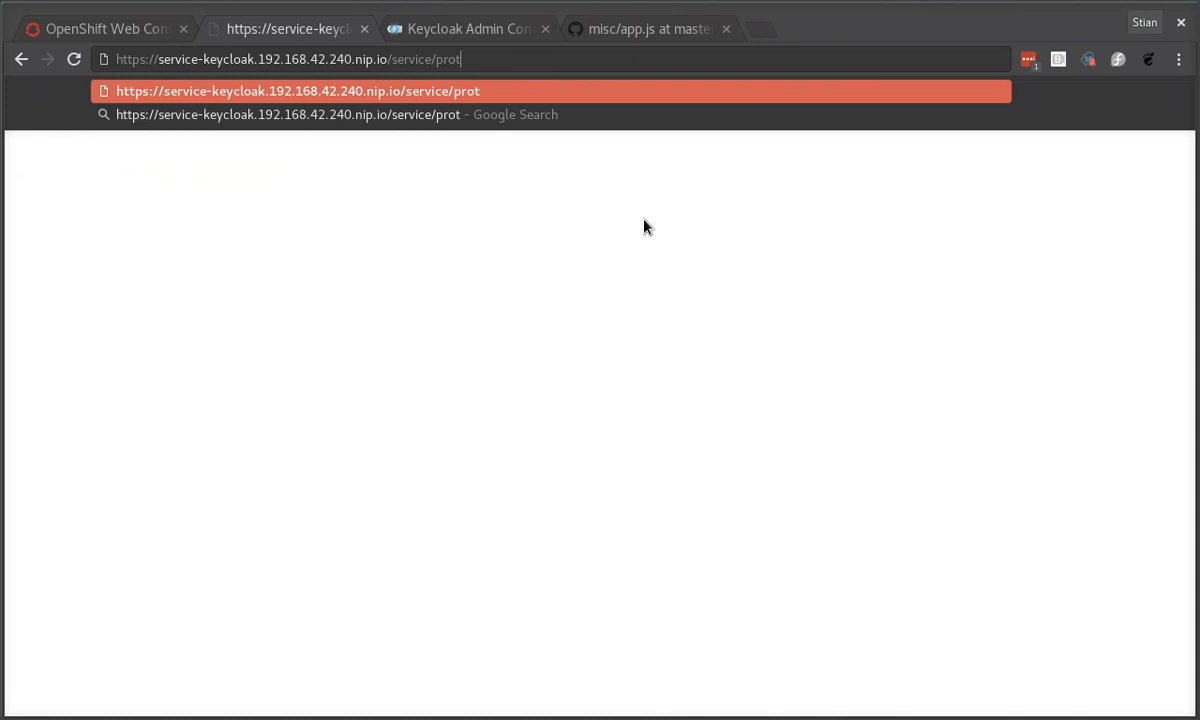 OpenShift Web Con
https://service-keycl
Keycloak Admin Con
misc/app.js at maste
Stian
https://service-keycloak.192.168.42.240.nip.io/service/prot
1
https://service-keycloak.192.168.42.240.nip.io/service/prot
https://service-keycloak.192.168.42.240.nip.io/service/prot - Google Search